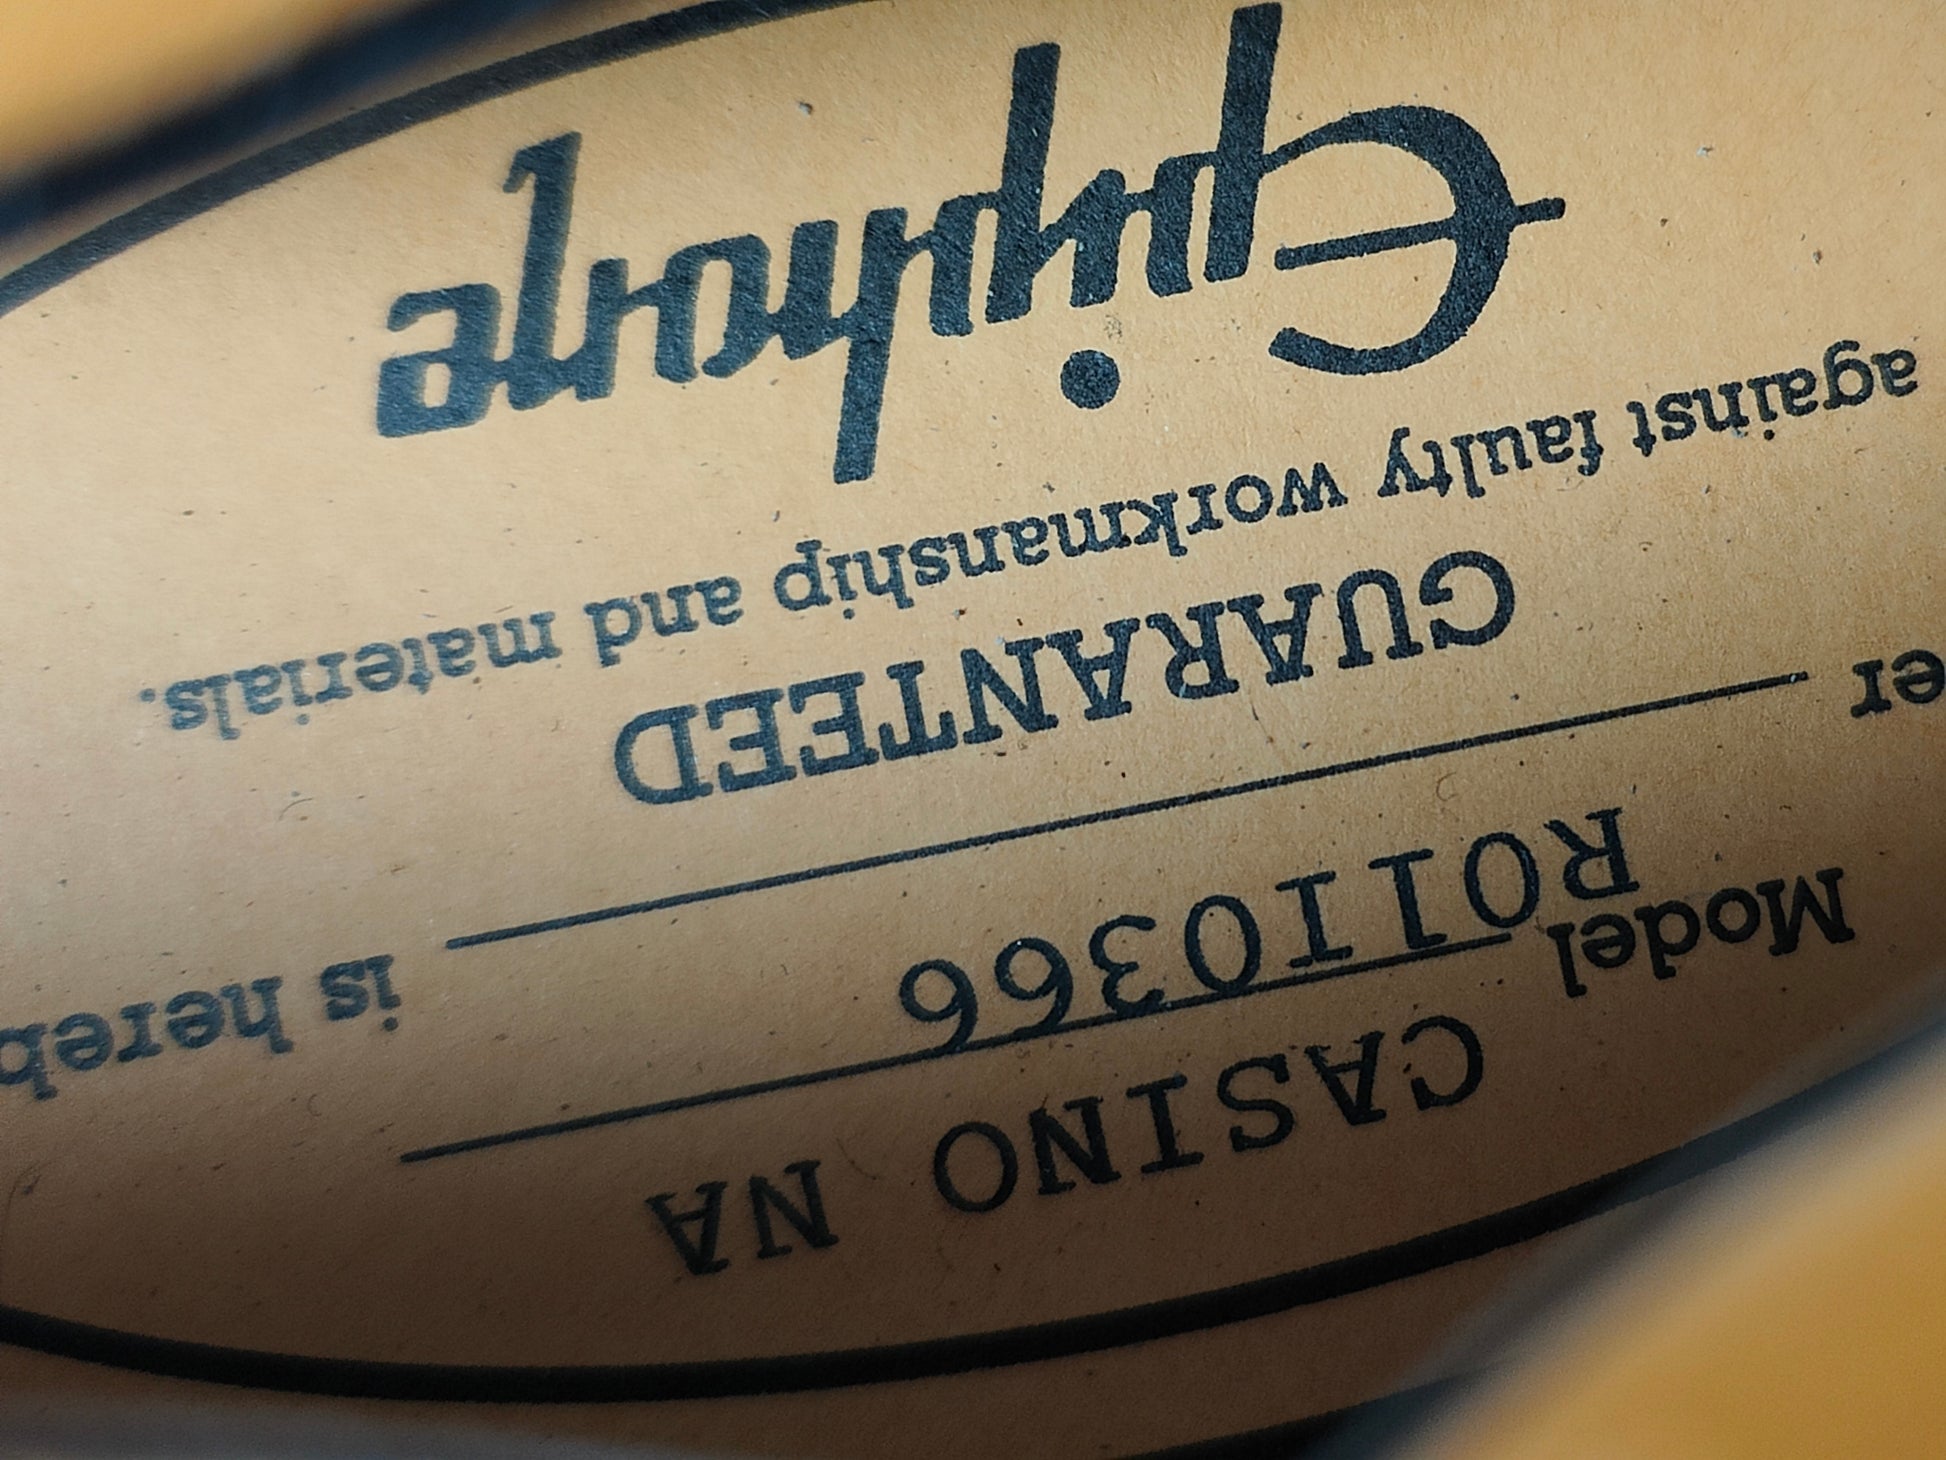 CASINO NA
Model
R0110366
er is hereb
GUARANTEED
against faulty workmanship and materials.
Epiphone